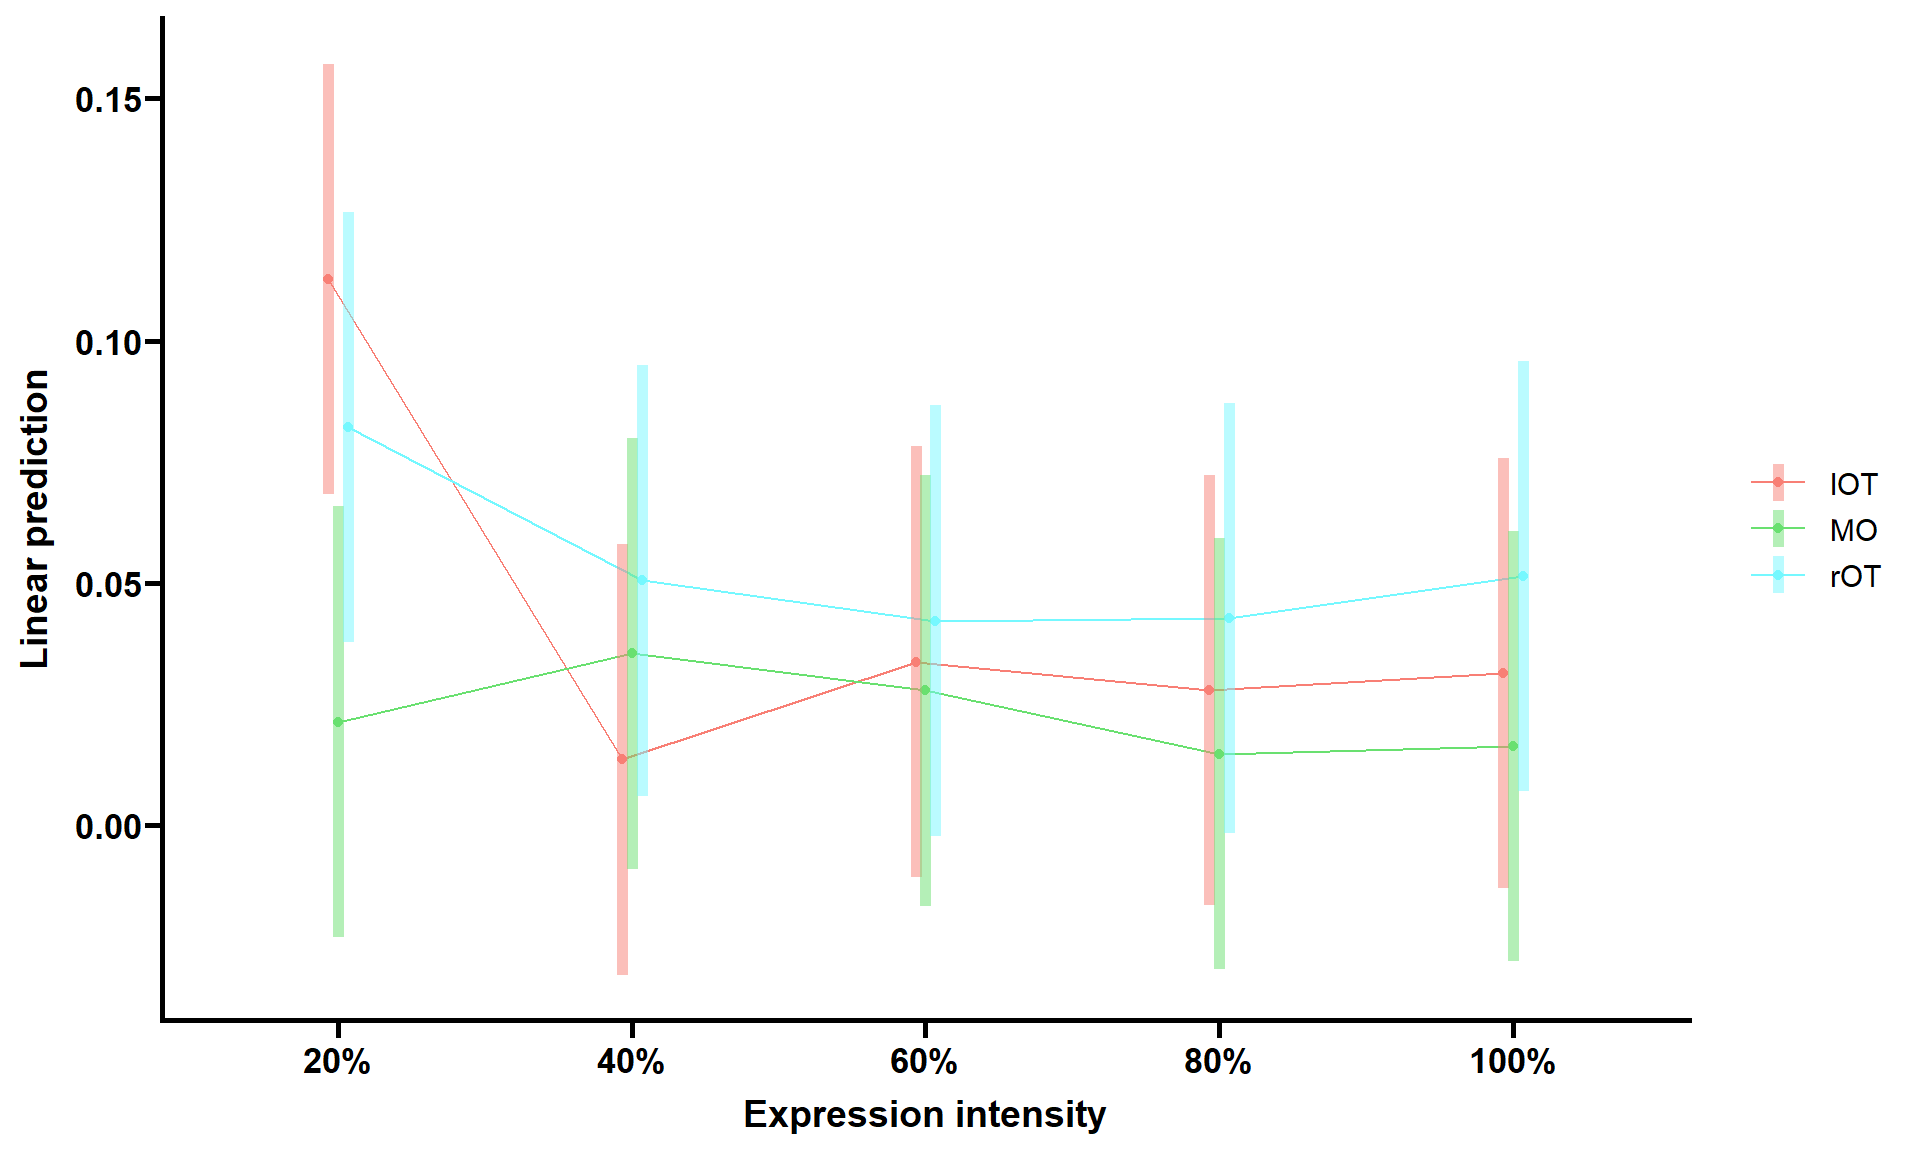 0.15
0.10
0.05
0.00
Linear prediction
20% 40% 60% 80% 100%
Expression intensity
lOT
MO
rOT